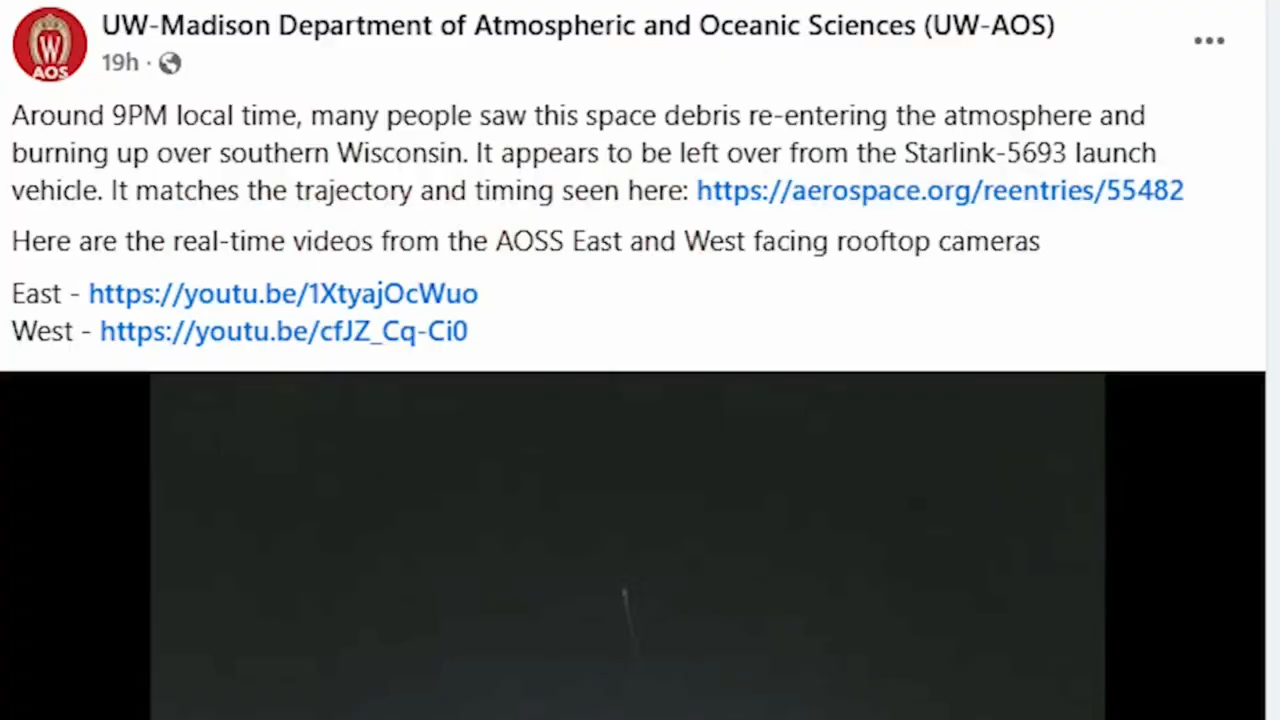 UW-Madison Department of Atmospheric and Oceanic Sciences (UW-AOS)
19h ·
W
AOS
Around 9PM local time, many people saw this space debris re-entering the atmosphere and
burning up over southern Wisconsin. It appears to be left over from the Starlink-5693 launch
vehicle. It matches the trajectory and timing seen here: https://aerospace.org/reentries/55482
Here are the real-time videos from the AOSS East and West facing rooftop cameras
East - https://youtu.be/1XtyajOcWuo
West - https://youtu.be/cfJZ_Cq-Ci0